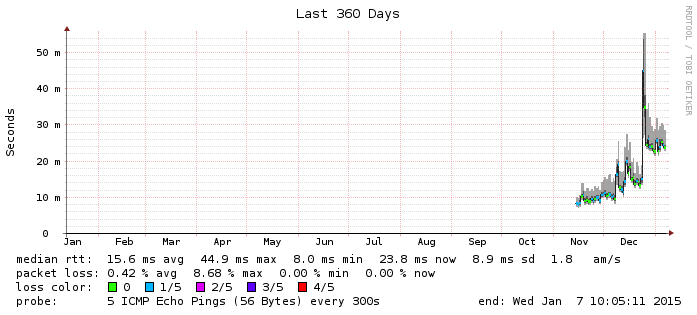 Last 360 Days
RRDTOOL / TOBI OETIKER
Seconds
50 m
40 m
30 m
20 m
10 m
0
Jan Feb Mar Apr May Jun Jul Aug Sep Oct Nov Dec
median rtt: 15.6 ms avg 44.9 ms max 8.0 ms min 23.8 ms now 8.9 ms sd 1.8 am/s
packet loss: 0.42 % avg 8.68 % max 0.00 % min 0.00 % now
loss color: 0 1/5 2/5 3/5 4/5
probe: 5 ICMP Echo Pings (56 Bytes) every 300s end: Wed Jan 7 10:05:11 2015